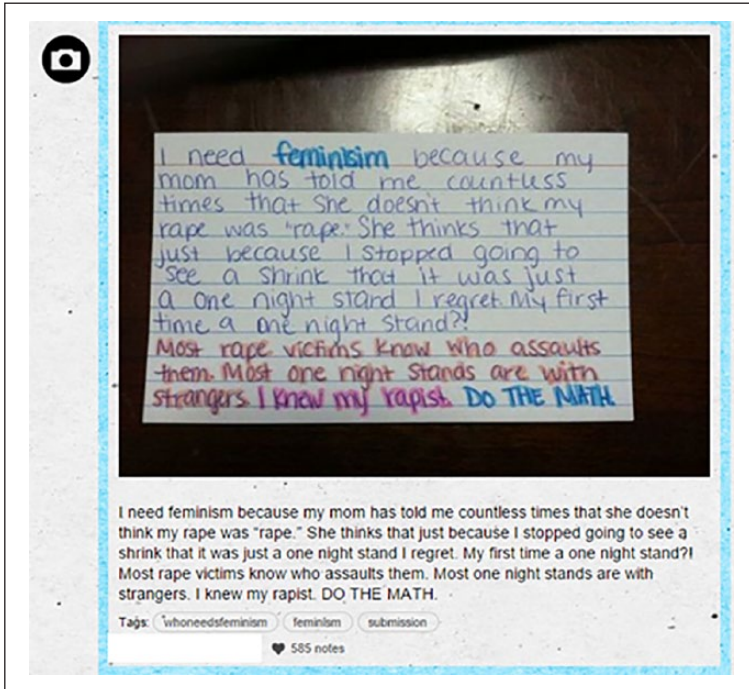 I need feminisim because my
mom has told me countless
times that she doesn't think my
rape was "rape." She thinks that
just because I stopped going to
see a shrink that it was just
a one night stand I regret. My first
time a one night stand?!
Most rape victims know who assaults
them. Most one night stands are with
strangers. I knew my rapist. DO THE MATH.
I need feminism because my mom has told me countless times that she doesn't
think my rape was "rape." She thinks that just because I stopped going to see a
shrink that it was just a one night stand I regret. My first time a one night stand?!
Most rape victims know who assaults them. Most one night stands are with
strangers. I knew my rapist. DO THE MATH.
Tags: whoneedsfeminism feminism submission
585 notes